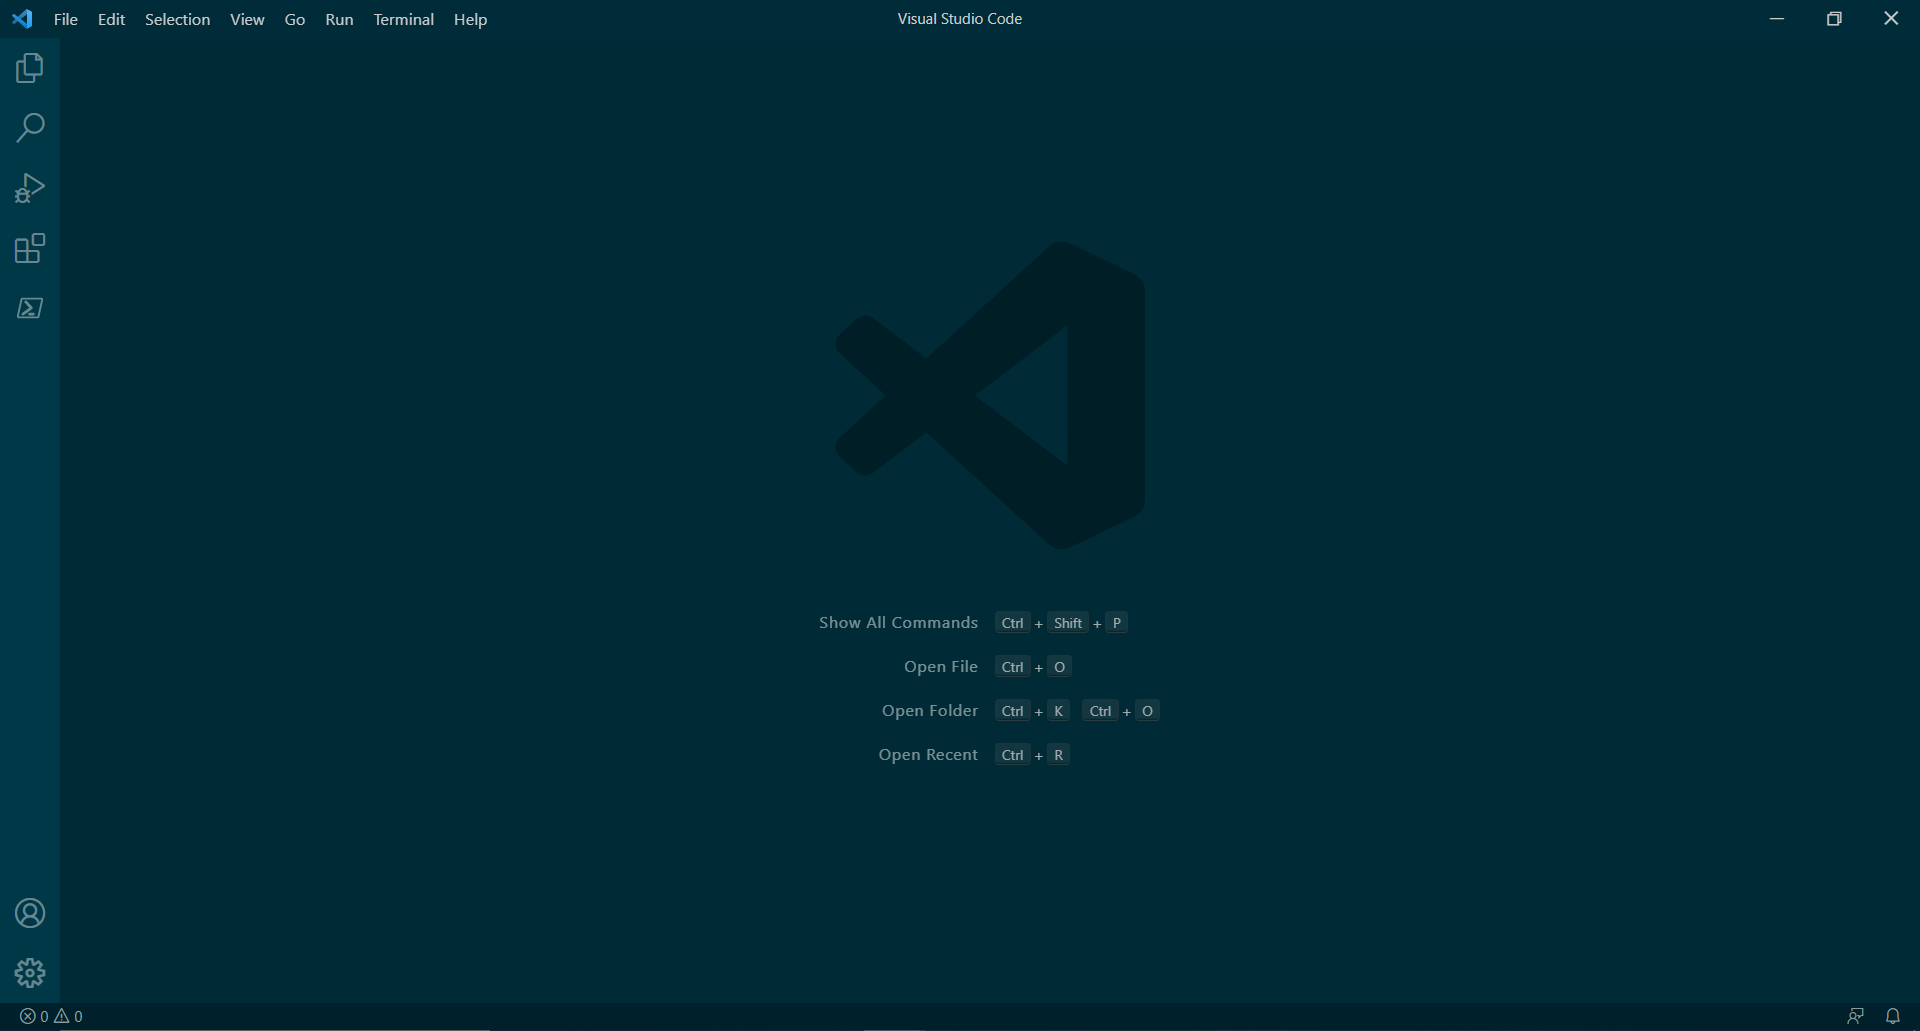 File Edit Selection View Go Run Terminal Help Visual Studio Code
Show All Commands Ctrl + Shift + P
Open File Ctrl + O
Open Folder Ctrl + K Ctrl + O
Open Recent Ctrl + R
0 0